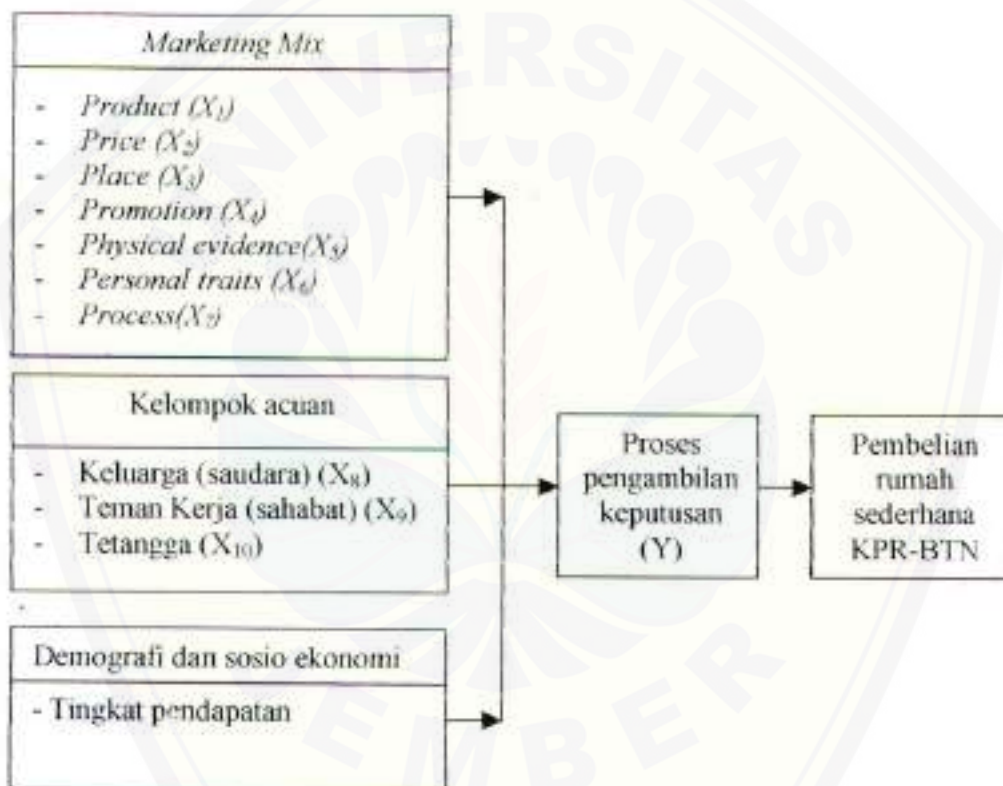 Marketing Mix
- Product (X1)
- Price (X2)
- Place (X3)
- Promotion (X4)
- Physical evidence(X5)
- Personal traits (X6)
- Process(X7)
Kelompok acuan
- Keluarga (saudara) (X8)
- Teman Kerja (sahabat) (X9)
- Tetangga (X10)
Demografi dan sosio ekonomi
- Tingkat pendapatan
Proses
pengambilan
keputusan
(Y)
Pembelian
rumah
sederhana
KPR-BTN
UNIVERSITAS
JEMBER